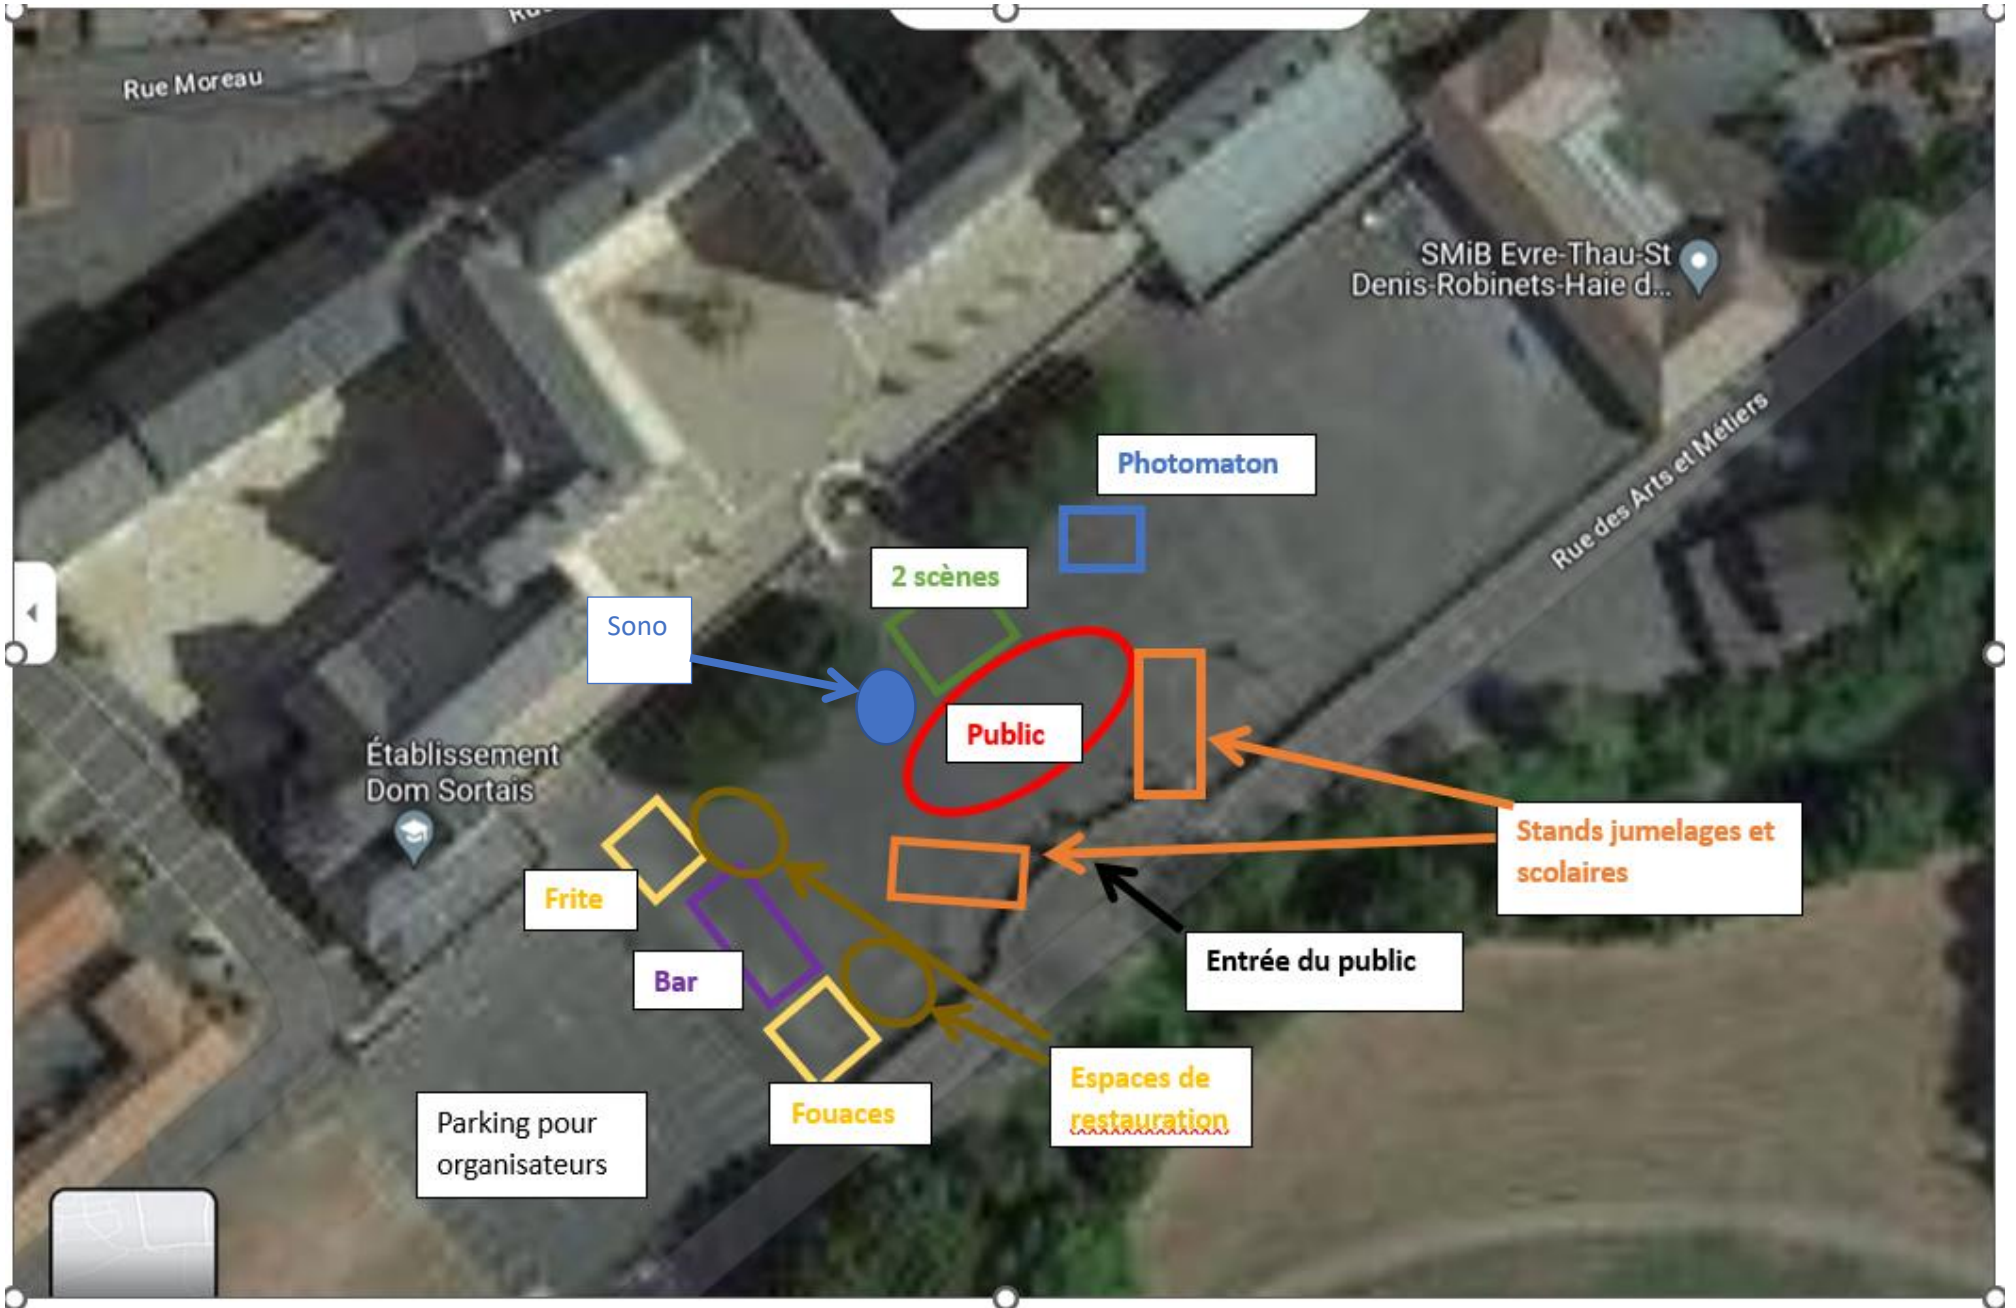 Rue Moreau
SMiB Evre-Thau-St
Denis-Robinets-Haie d...
Rue des Arts et Métiers
Photomaton
2 scènes
Sono
Public
Établissement
Dom Sortais
Stands jumelages et
scolaires
Frite
Bar
Entrée du public
Espaces de
restauration
Fouaces
Parking pour
organisateurs